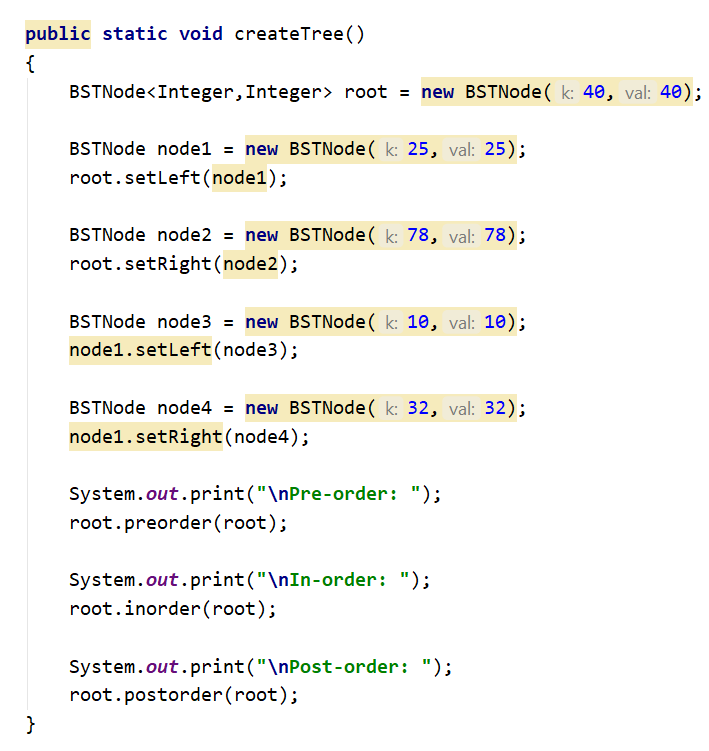 public static void createTree()
{
    BSTNode<Integer,Integer> root = new BSTNode( k: 40, val: 40);
    BSTNode node1 = new BSTNode( k: 25, val: 25);
    root.setLeft(node1);
    BSTNode node2 = new BSTNode( k: 78, val: 78);
    root.setRight(node2);
    BSTNode node3 = new BSTNode( k: 10, val: 10);
    node1.setLeft(node3);
    BSTNode node4 = new BSTNode( k: 32, val: 32);
    node1.setRight(node4);
    System.out.print("\nPre-order: ");
    root.preorder(root);
    System.out.print("\nIn-order: ");
    root.inorder(root);
    System.out.print("\nPost-order: ");
    root.postorder(root);
}